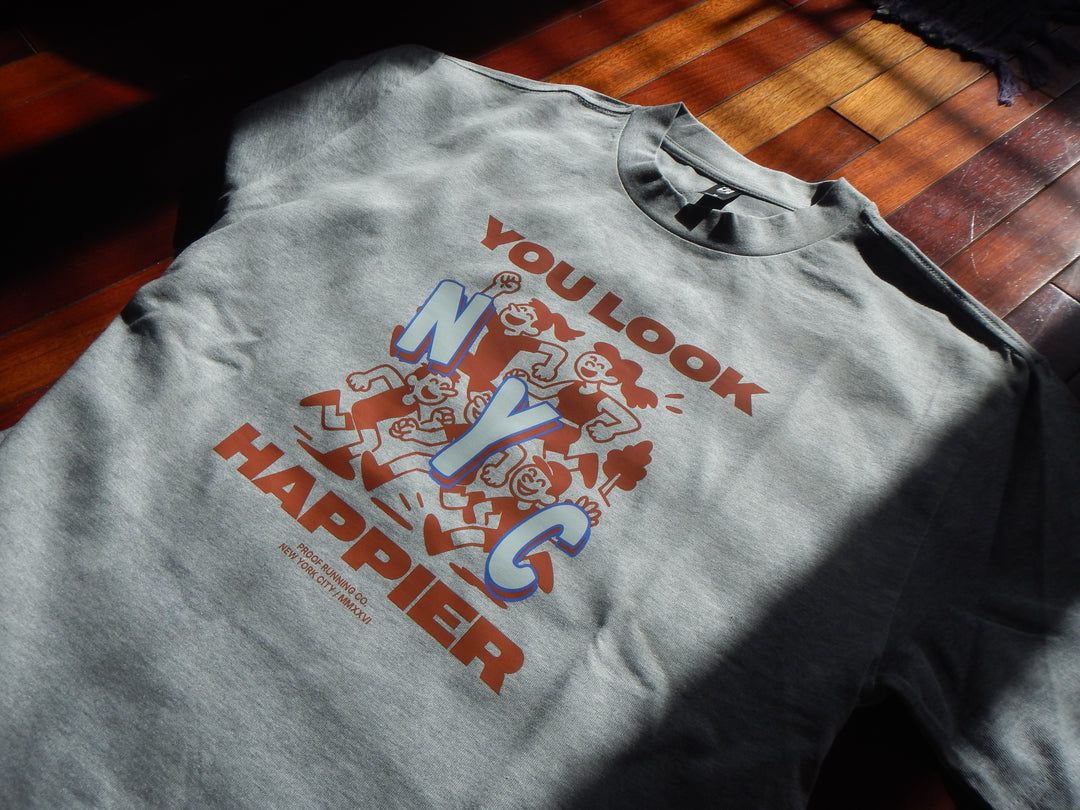 YOU LOOK
NYC
HAPPIER
PROOF RUNNING CO.
NEW YORK CITY / MMXXVI